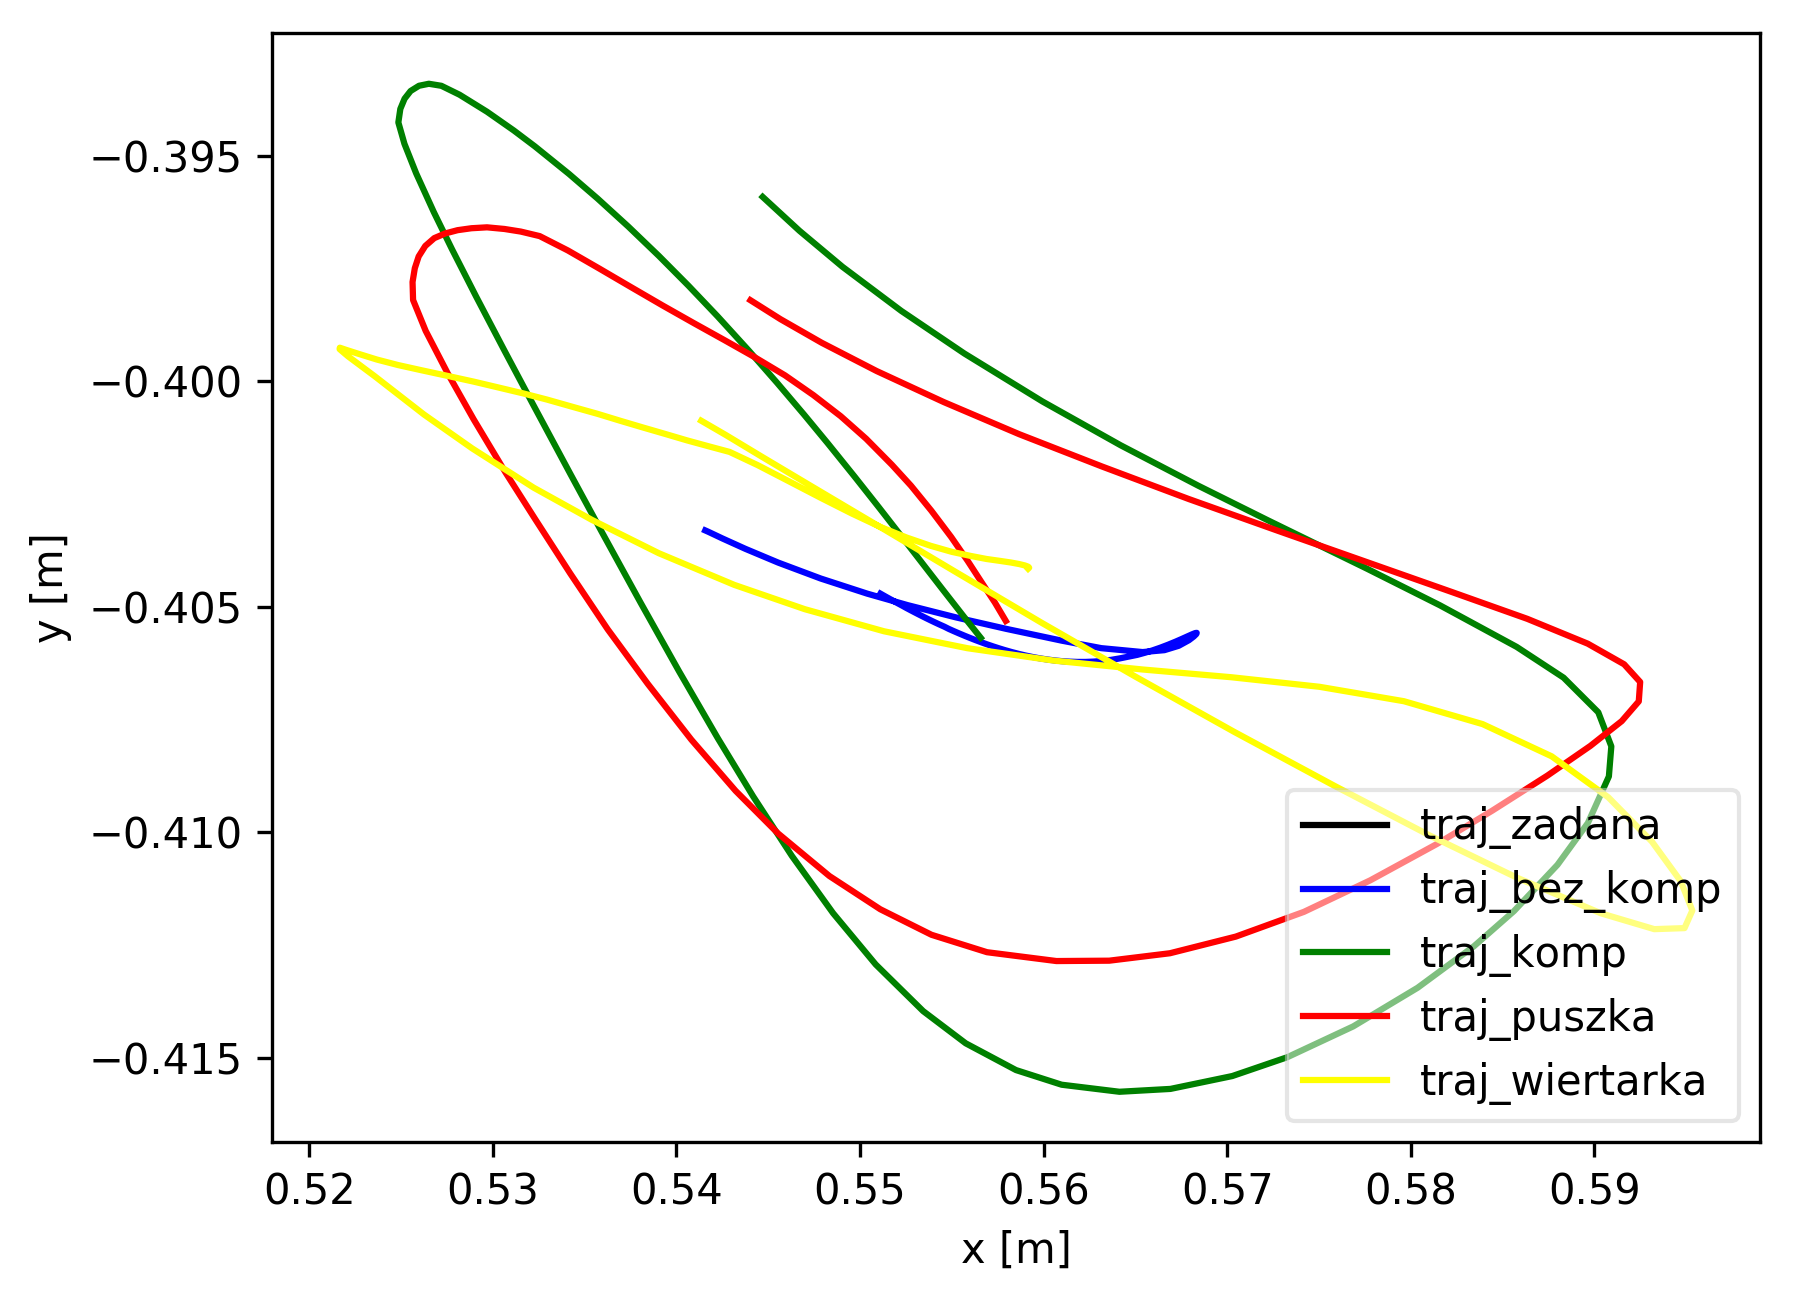 −0.395
−0.400
−0.405
−0.410
−0.415
y [m]
0.52 0.53 0.54 0.55 0.56 0.57 0.58 0.59
x [m]
traj_zadana
traj_bez_komp
traj_komp
traj_puszka
traj_wiertarka